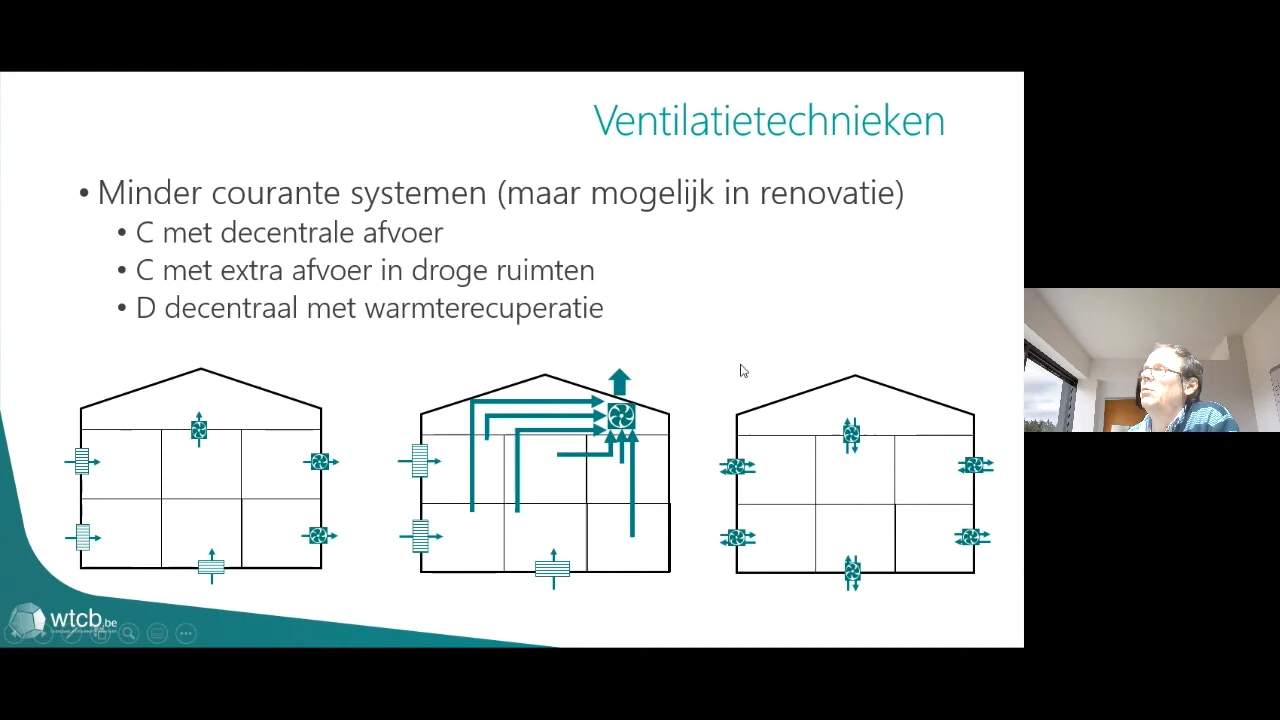 Ventilatietechnieken
• Minder courante systemen (maar mogelijk in renovatie)
• C met decentrale afvoer
• C met extra afvoer in droge ruimten
• D decentraal met warmterecuperatie
wtcb.be